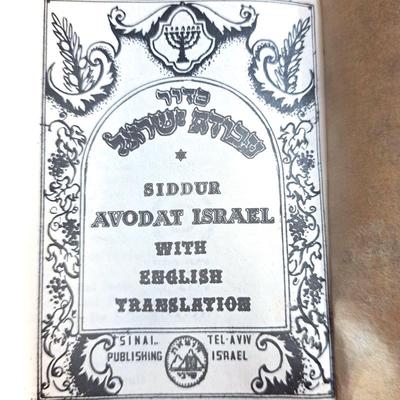 סדור
עבודת ישראל
SIDDUR
AVODAT ISRAEL
WITH
ENGLISH
TRANSLATION
"SINAI" TEL-AVIV
PUBLISHING ISRAEL